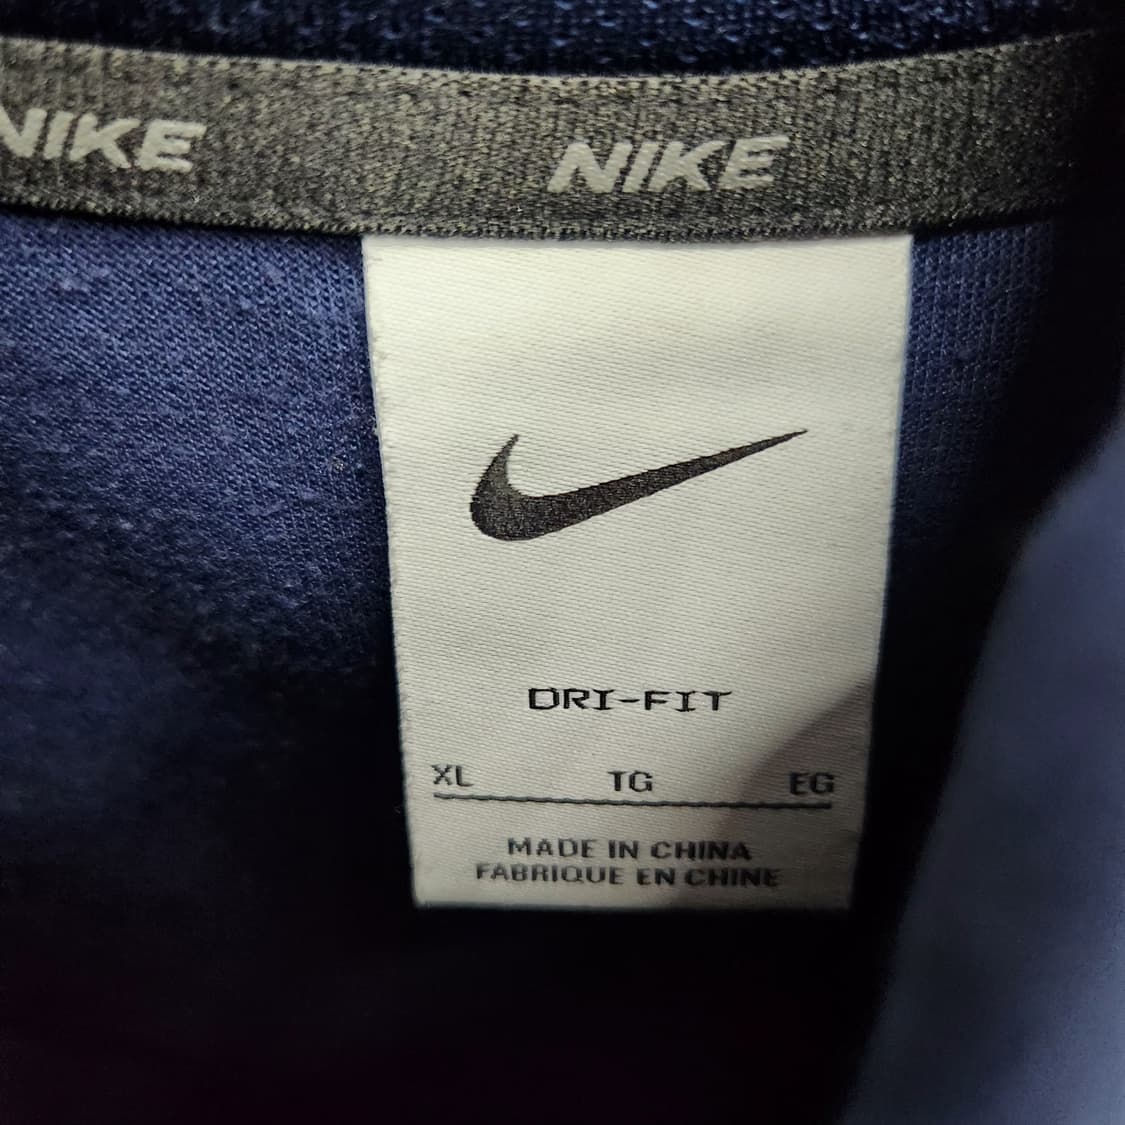 NIKE NIKE
DRI-FIT
XL TG EG
MADE IN CHINA
FABRIQUE EN CHINE